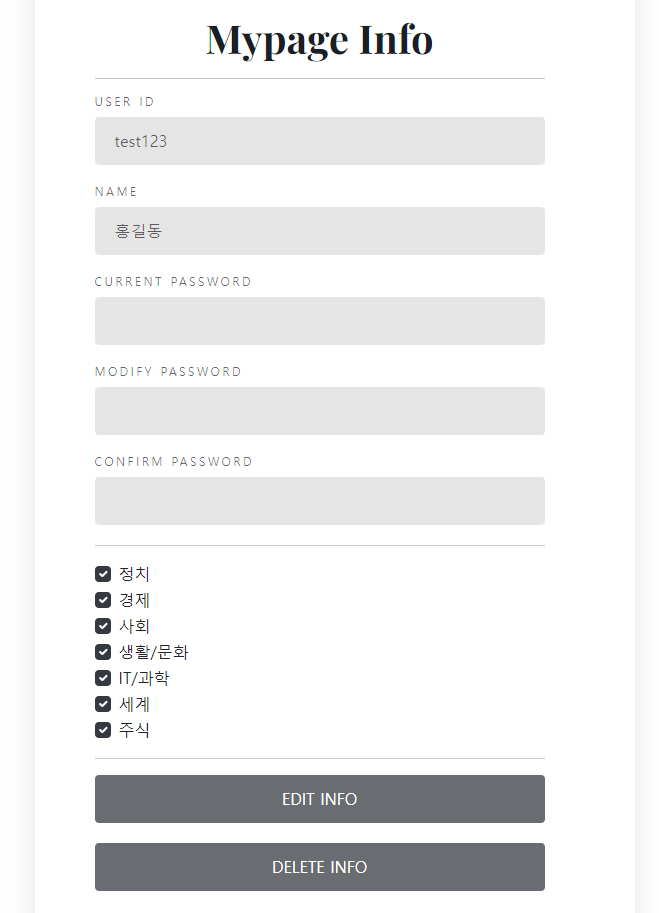 Mypage Info
USER ID
test123
NAME
홍길동
CURRENT PASSWORD
MODIFY PASSWORD
CONFIRM PASSWORD
정치
경제
사회
생활/문화
IT/과학
세계
주식
EDIT INFO
DELETE INFO